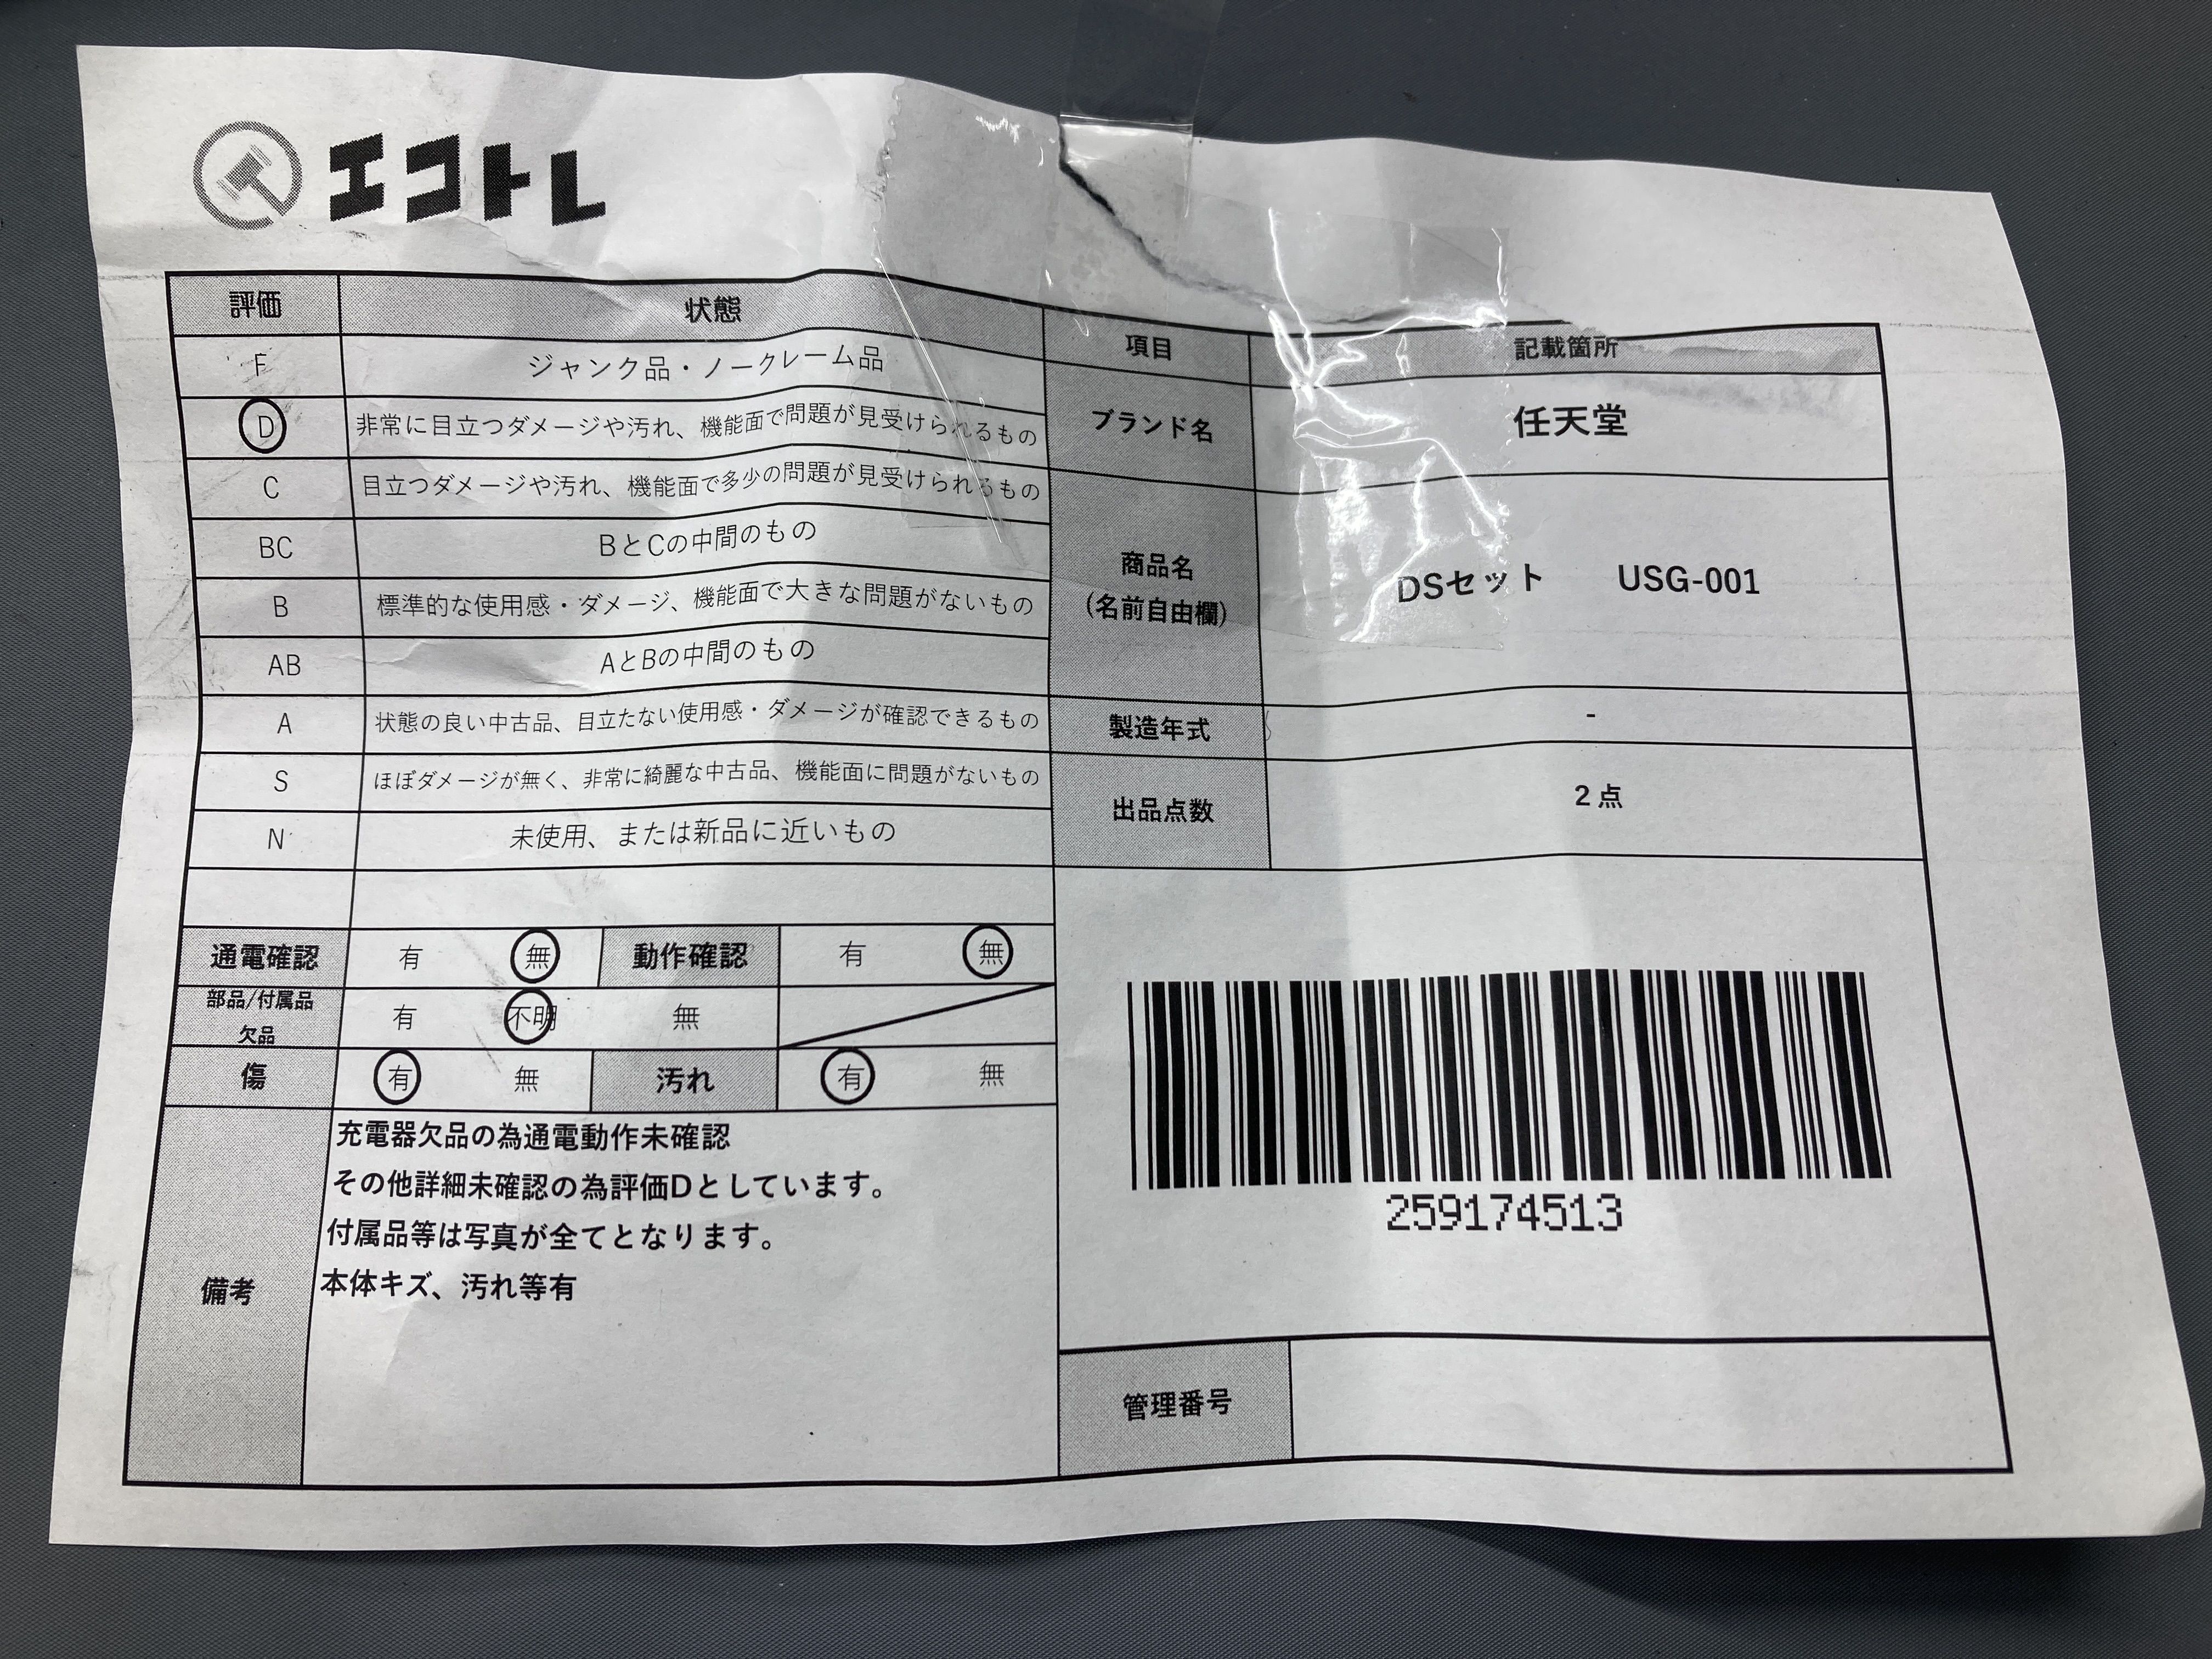 エコトレ
評価 状態
F ジャンク品・ノークレーム品
D 非常に目立つダメージや汚れ、機能面で問題が見受けられるもの
C 目立つダメージや汚れ、機能面で多少の問題が見受けられるもの
BC BとCの中間のもの
B 標準的な使用感・ダメージ、機能面で大きな問題がないもの
AB AとBの中間のもの
A 状態の良い中古品、目立たない使用感・ダメージが確認できるもの
S ほぼダメージが無く、非常に綺麗な中古品、機能面に問題がないもの
N 未使用、または新品に近いもの
通電確認 有 無 動作確認 有 無
部品/付属品
欠品
有 不明 無
傷 有 無 汚れ 有 無
備考
充電器欠品の為通電動作未確認
その他詳細未確認の為評価Dとしています。
付属品等は写真が全てとなります。
本体キズ、汚れ等有
項目 記載箇所
ブランド名 任天堂
商品名
(名前自由欄)
DSセット USG-001
製造年式 -
出品点数 2点
259174513
管理番号